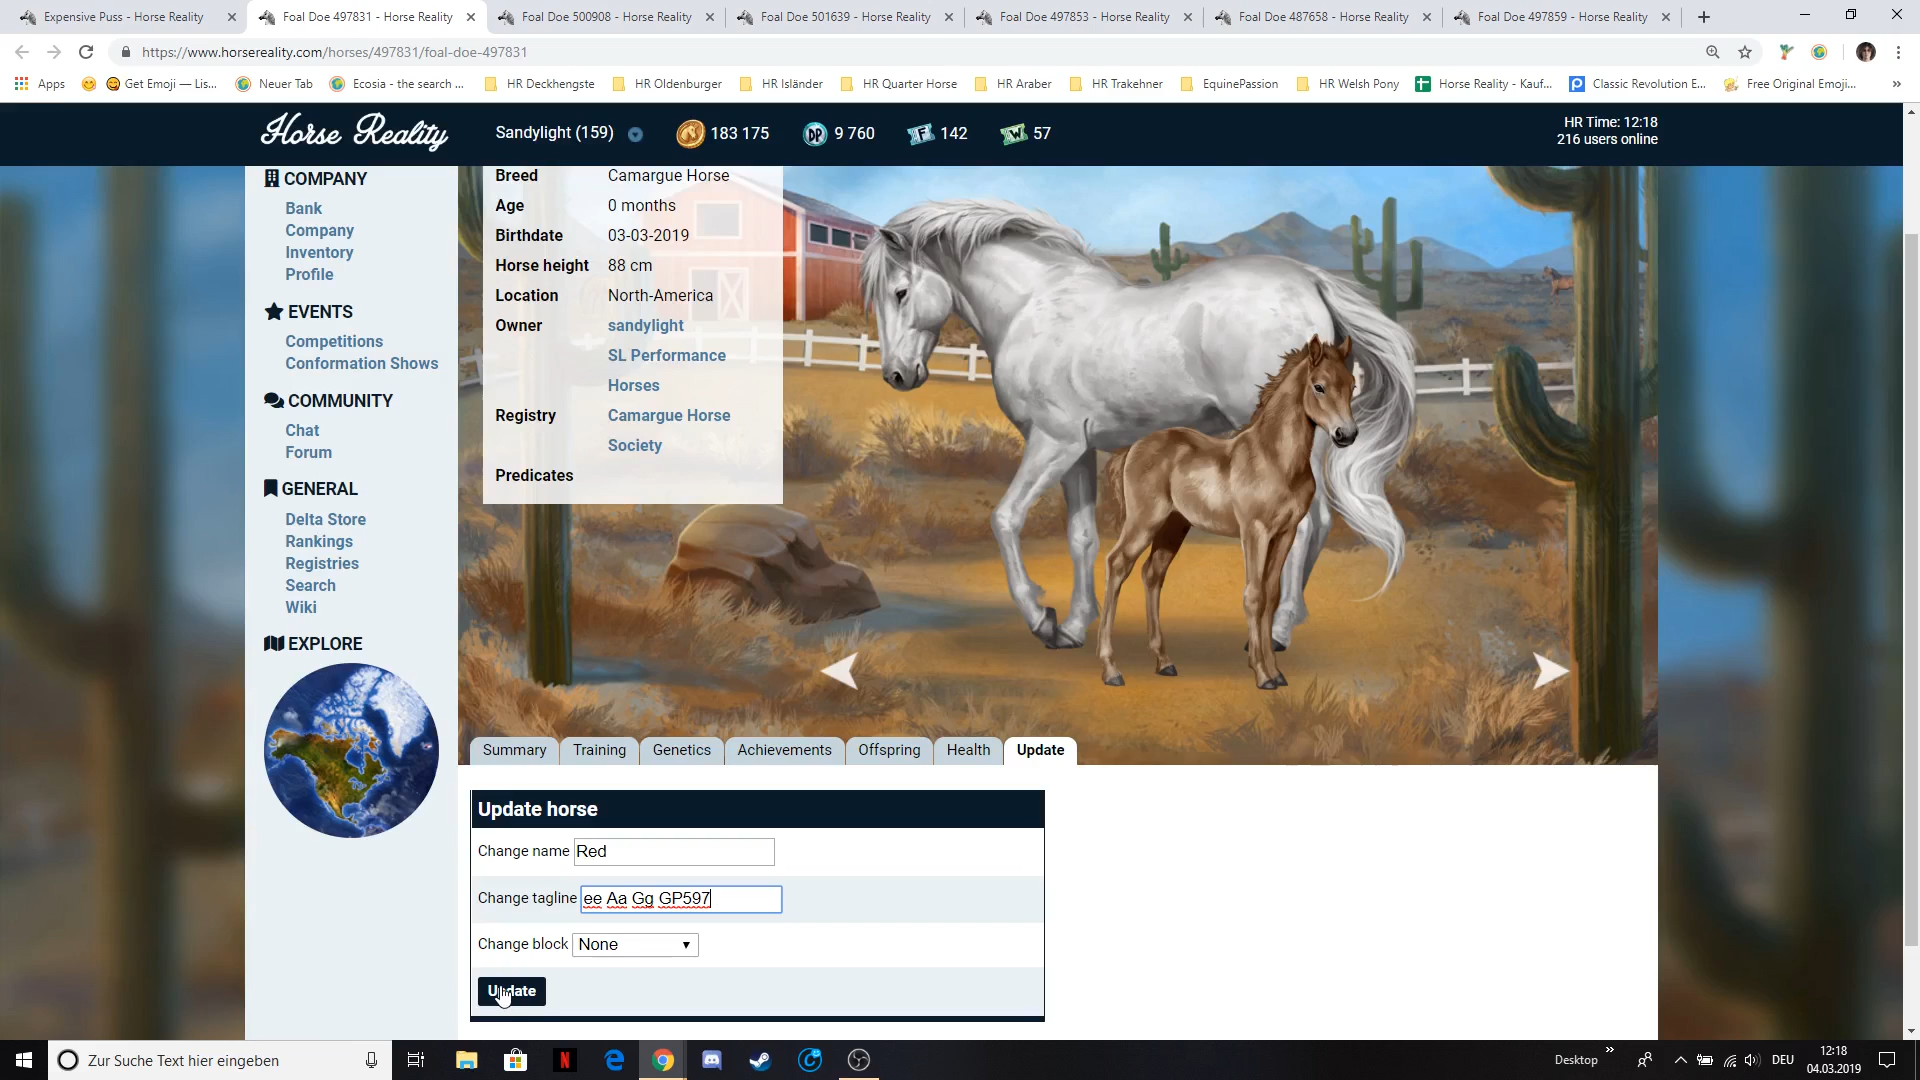 Expensive Puss - Horse Reality
Foal Doe 497831 - Horse Reality
Foal Doe 500908 - Horse Reality
Foal Doe 501639 - Horse Reality
Foal Doe 497853 - Horse Reality
Foal Doe 487658 - Horse Reality
Foal Doe 497859 - Horse Reality
https://www.horsereality.com/horses/497831/foal-doe-497831
Apps
Get Emoji — Lis...
Neuer Tab
Ecosia - the search ...
HR Deckhengste
HR Oldenburger
HR Isländer
HR Quarter Horse
HR Araber
HR Trakehner
EquinePassion
HR Welsh Pony
Horse Reality - Kauf...
Classic Revolution E...
Free Original Emoji...
»
Horse Reality
Sandylight (159)
183 175
DP
9 760
F
142
W
57
HR Time: 12:18
216 users online
COMPANY
Bank
Company
Inventory
Profile
EVENTS
Competitions
Conformation Shows
COMMUNITY
Chat
Forum
GENERAL
Delta Store
Rankings
Registries
Search
Wiki
EXPLORE
Breed Camargue Horse
Age 0 months
Birthdate 03-03-2019
Horse height 88 cm
Location North-America
Owner sandylight
SL Performance
Horses
Registry Camargue Horse
Society
Predicates
Summary
Training
Genetics
Achievements
Offspring
Health
Update
Update horse
Change name Red
Change tagline ee Aa Gg GP597
Change block None
Update
Zur Suche Text hier eingeben
Desktop
»
DEU
12:18
04.03.2019